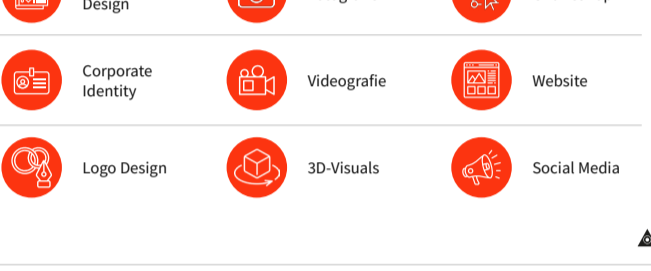 Design
Corporate
Identity
Videografie
Website
Logo Design
3D-Visuals
Social Media